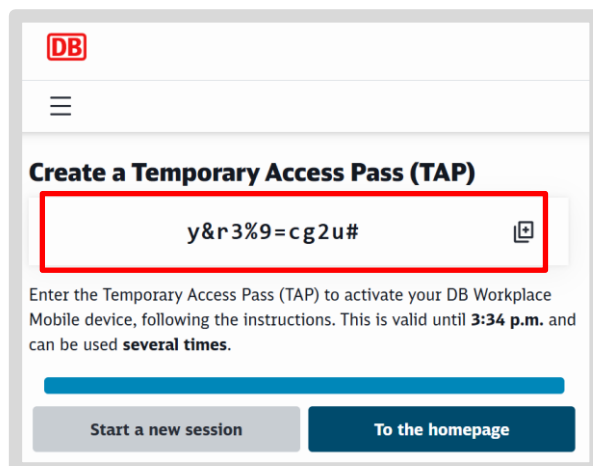 DB
Create a Temporary Access Pass (TAP)
y&r3%9=cg2u#
Enter the Temporary Access Pass (TAP) to activate your DB Workplace
Mobile device, following the instructions. This is valid until 3:34 p.m. and
can be used several times.
Start a new session
To the homepage